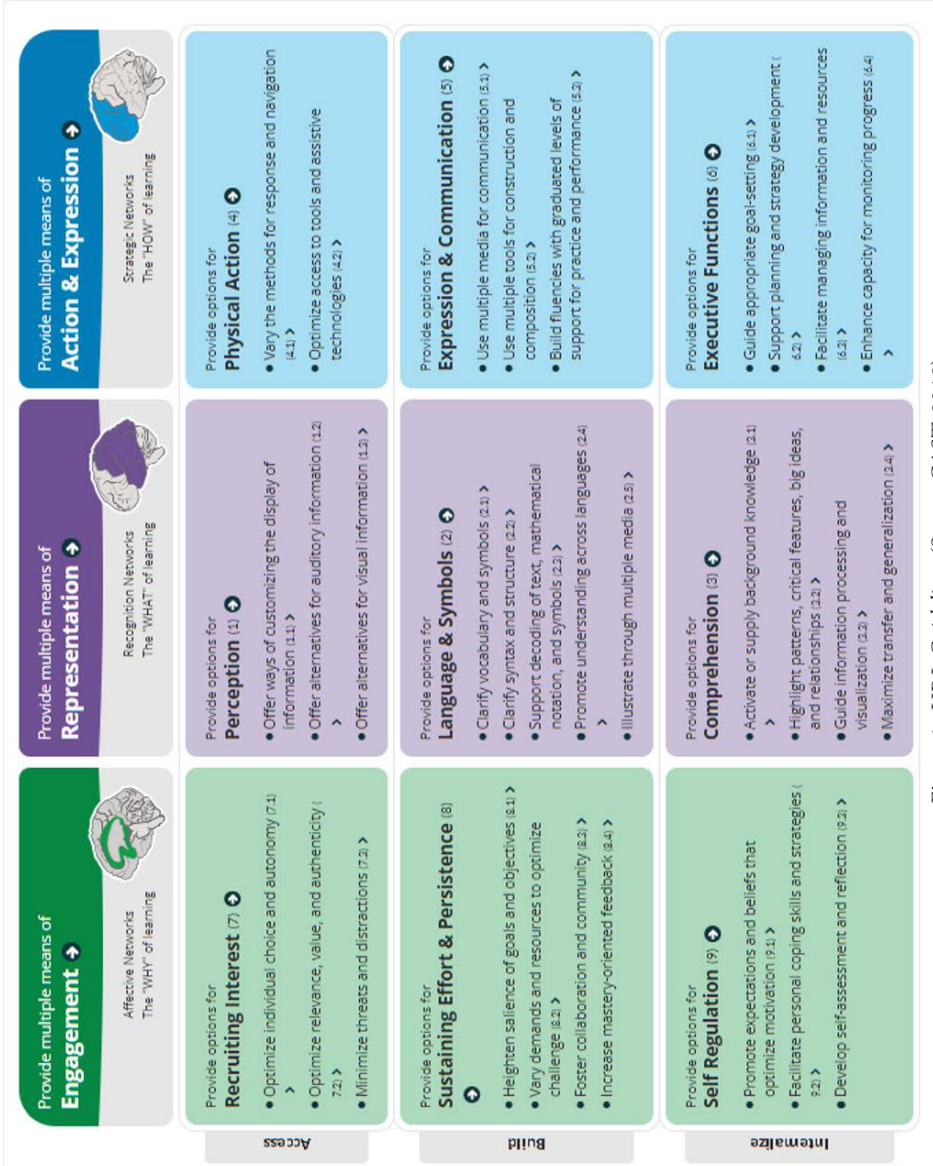 Provide multiple means of
Engagement
Affective Networks
The "WHY" of learning
Provide multiple means of
Representation
Recognition Networks
The "WHAT" of learning
Provide multiple means of
Action & Expression
Strategic Networks
The "HOW" of learning
Access
Provide options for
Recruiting Interest (7)
• Optimize individual choice and autonomy (7.1)
>
• Optimize relevance, value, and authenticity (
7.2) >
• Minimize threats and distractions (7.3) >
Provide options for
Perception (1)
• Offer ways of customizing the display of
information (1.1) >
• Offer alternatives for auditory information (1.2)
>
• Offer alternatives for visual information (1.3) >
Provide options for
Physical Action (4)
• Vary the methods for response and navigation
(4.1) >
• Optimize access to tools and assistive
technologies (4.2) >
Build
Provide options for
Sustaining Effort & Persistence (8)
• Heighten salience of goals and objectives (8.1) >
• Vary demands and resources to optimize
challenge (8.2) >
• Foster collaboration and community (8.3) >
• Increase mastery-oriented feedback (8.4) >
Provide options for
Language & Symbols (2)
• Clarify vocabulary and symbols (2.1) >
• Clarify syntax and structure (2.2) >
• Support decoding of text, mathematical
notation, and symbols (2.3) >
• Promote understanding across languages (2.4)
>
• Illustrate through multiple media (2.5) >
Provide options for
Expression & Communication (5)
• Use multiple media for communication (5.1) >
• Use multiple tools for construction and
composition (5.2) >
• Build fluencies with graduated levels of
support for practice and performance (5.3) >
Internalize
Provide options for
Self Regulation (9)
• Promote expectations and beliefs that
optimize motivation (9.1) >
• Facilitate personal coping skills and strategies (
9.2) >
• Develop self-assessment and reflection (9.3) >
Provide options for
Comprehension (3)
• Activate or supply background knowledge (3.1)
>
• Highlight patterns, critical features, big ideas,
and relationships (3.2) >
• Guide information processing and
visualization (3.3) >
• Maximize transfer and generalization (3.4) >
Provide options for
Executive Functions (6)
• Guide appropriate goal-setting (6.1) >
• Support planning and strategy development (
6.2) >
• Facilitate managing information and resources
(6.3) >
• Enhance capacity for monitoring progress (6.4)
>